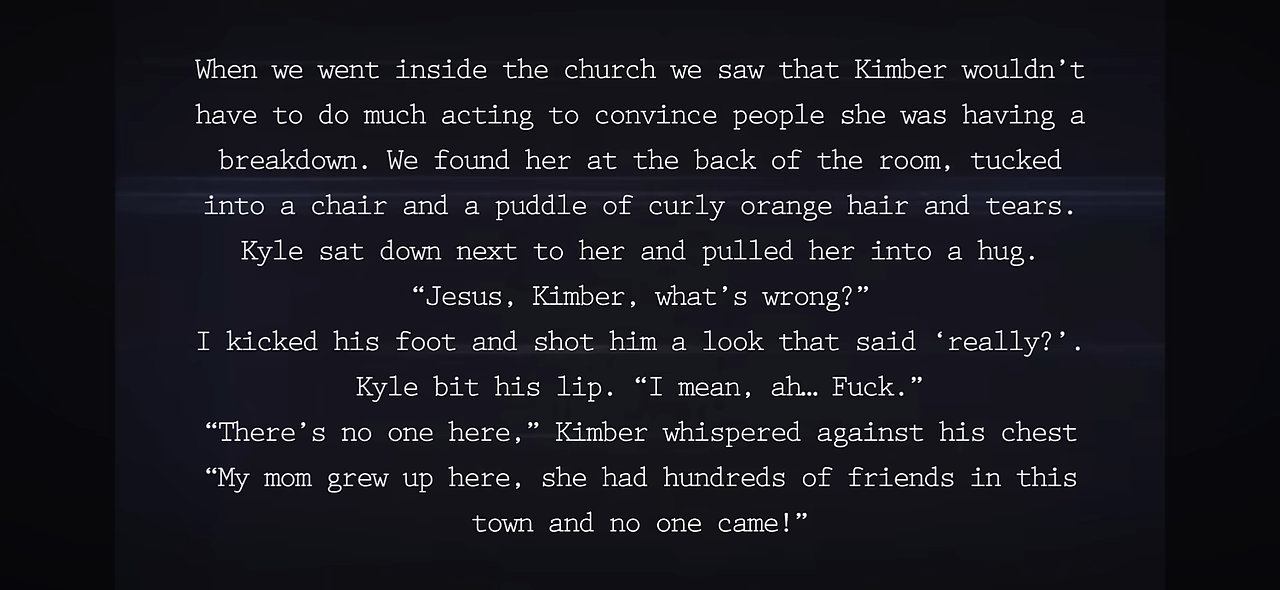 When we went inside the church we saw that Kimber wouldn’t
have to do much acting to convince people she was having a
breakdown. We found her at the back of the room, tucked
into a chair and a puddle of curly orange hair and tears.
Kyle sat down next to her and pulled her into a hug.
“Jesus, Kimber, what’s wrong?”
I kicked his foot and shot him a look that said ‘really?’.
Kyle bit his lip. “I mean, ah… Fuck.”
“There’s no one here,” Kimber whispered against his chest
“My mom grew up here, she had hundreds of friends in this
town and no one came!”